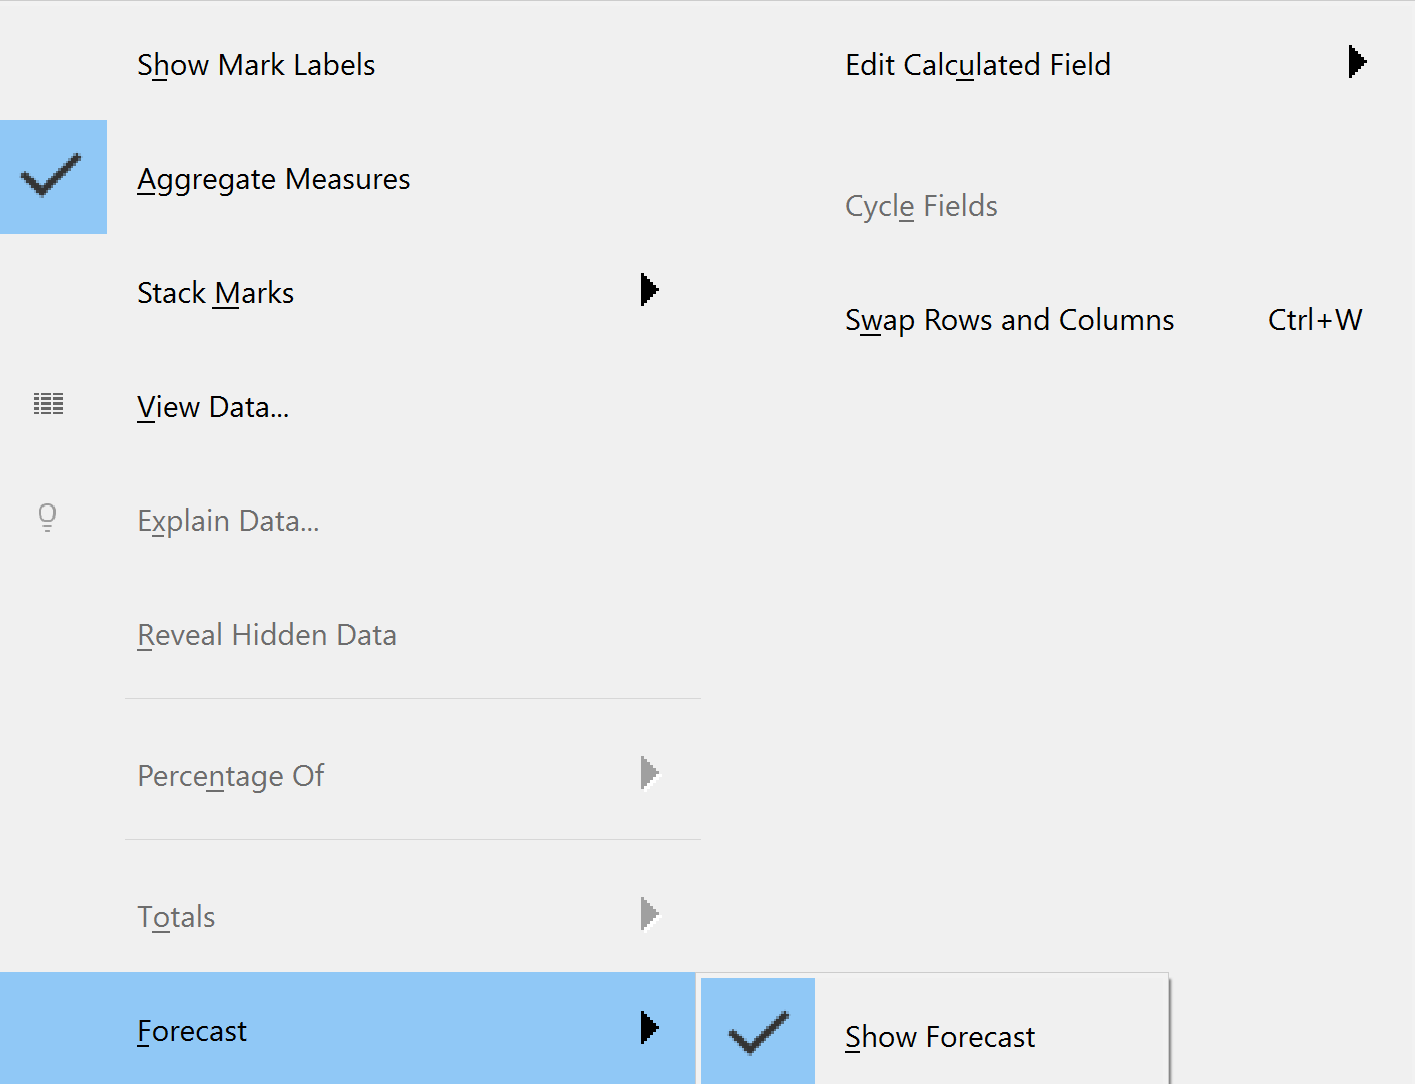 Show Mark Labels
Aggregate Measures
Stack Marks
View Data...
Explain Data...
Reveal Hidden Data
Percentage Of
Totals
Forecast
Show Forecast
Edit Calculated Field
Cycle Fields
Swap Rows and Columns Ctrl+W